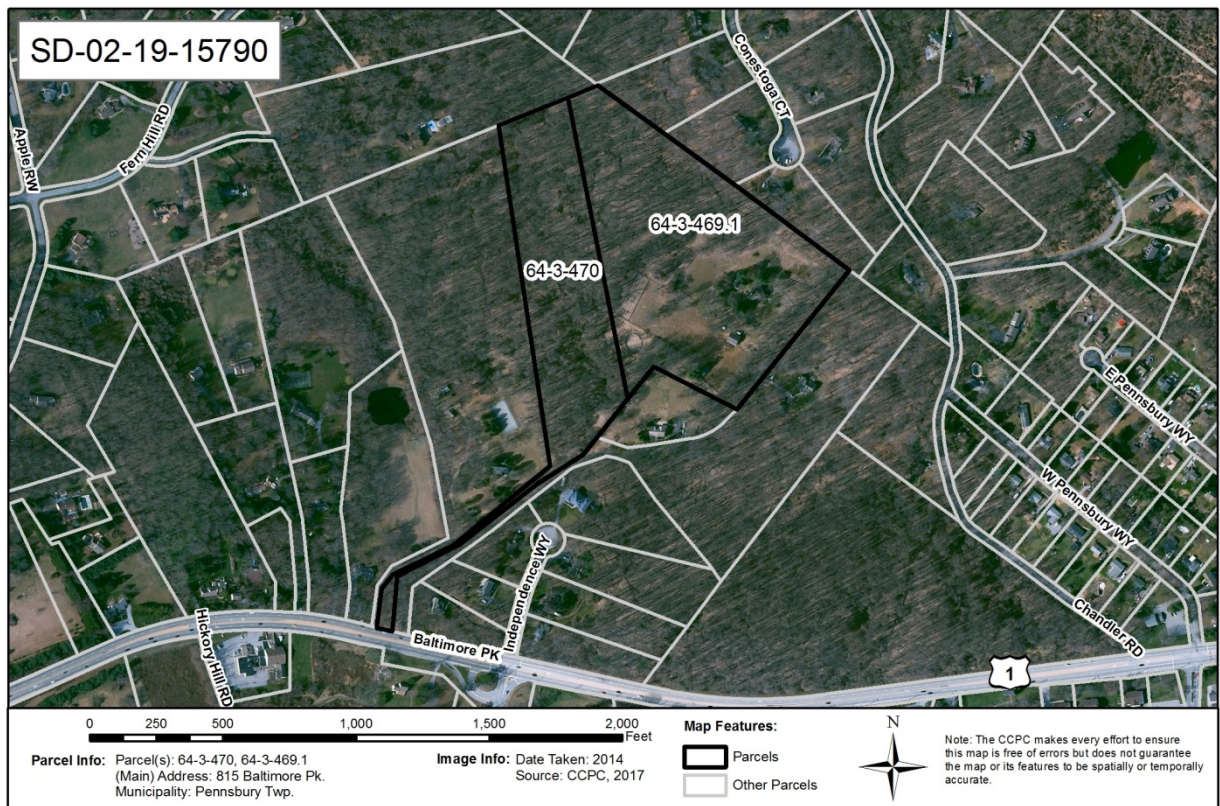 SD-02-19-15790
Conestoga CT
Fern Hill RD
Apple RW
64-3-469.1
64-3-470
E Pennsbury WY
W Pennsbury WY
Independence WY
Chandler RD
Hickory Hill RD
Baltimore PK
1
0 250 500 1,000 1,500 2,000
Feet
Parcel Info: Parcel(s): 64-3-470, 64-3-469.1
(Main) Address: 815 Baltimore Pk.
Municipality: Pennsbury Twp.
Image Info: Date Taken: 2014
Source: CCPC, 2017
Map Features:
Parcels
Other Parcels
N
Note: The CCPC makes every effort to ensure
this map is free of errors but does not guarantee
the map or its features to be spatially or temporally
accurate.